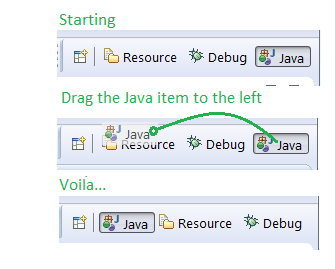 Starting
Resource Debug Java
Drag the Java item to the left
Java
Resource Debug Java
Voila...
Java Resource Debug